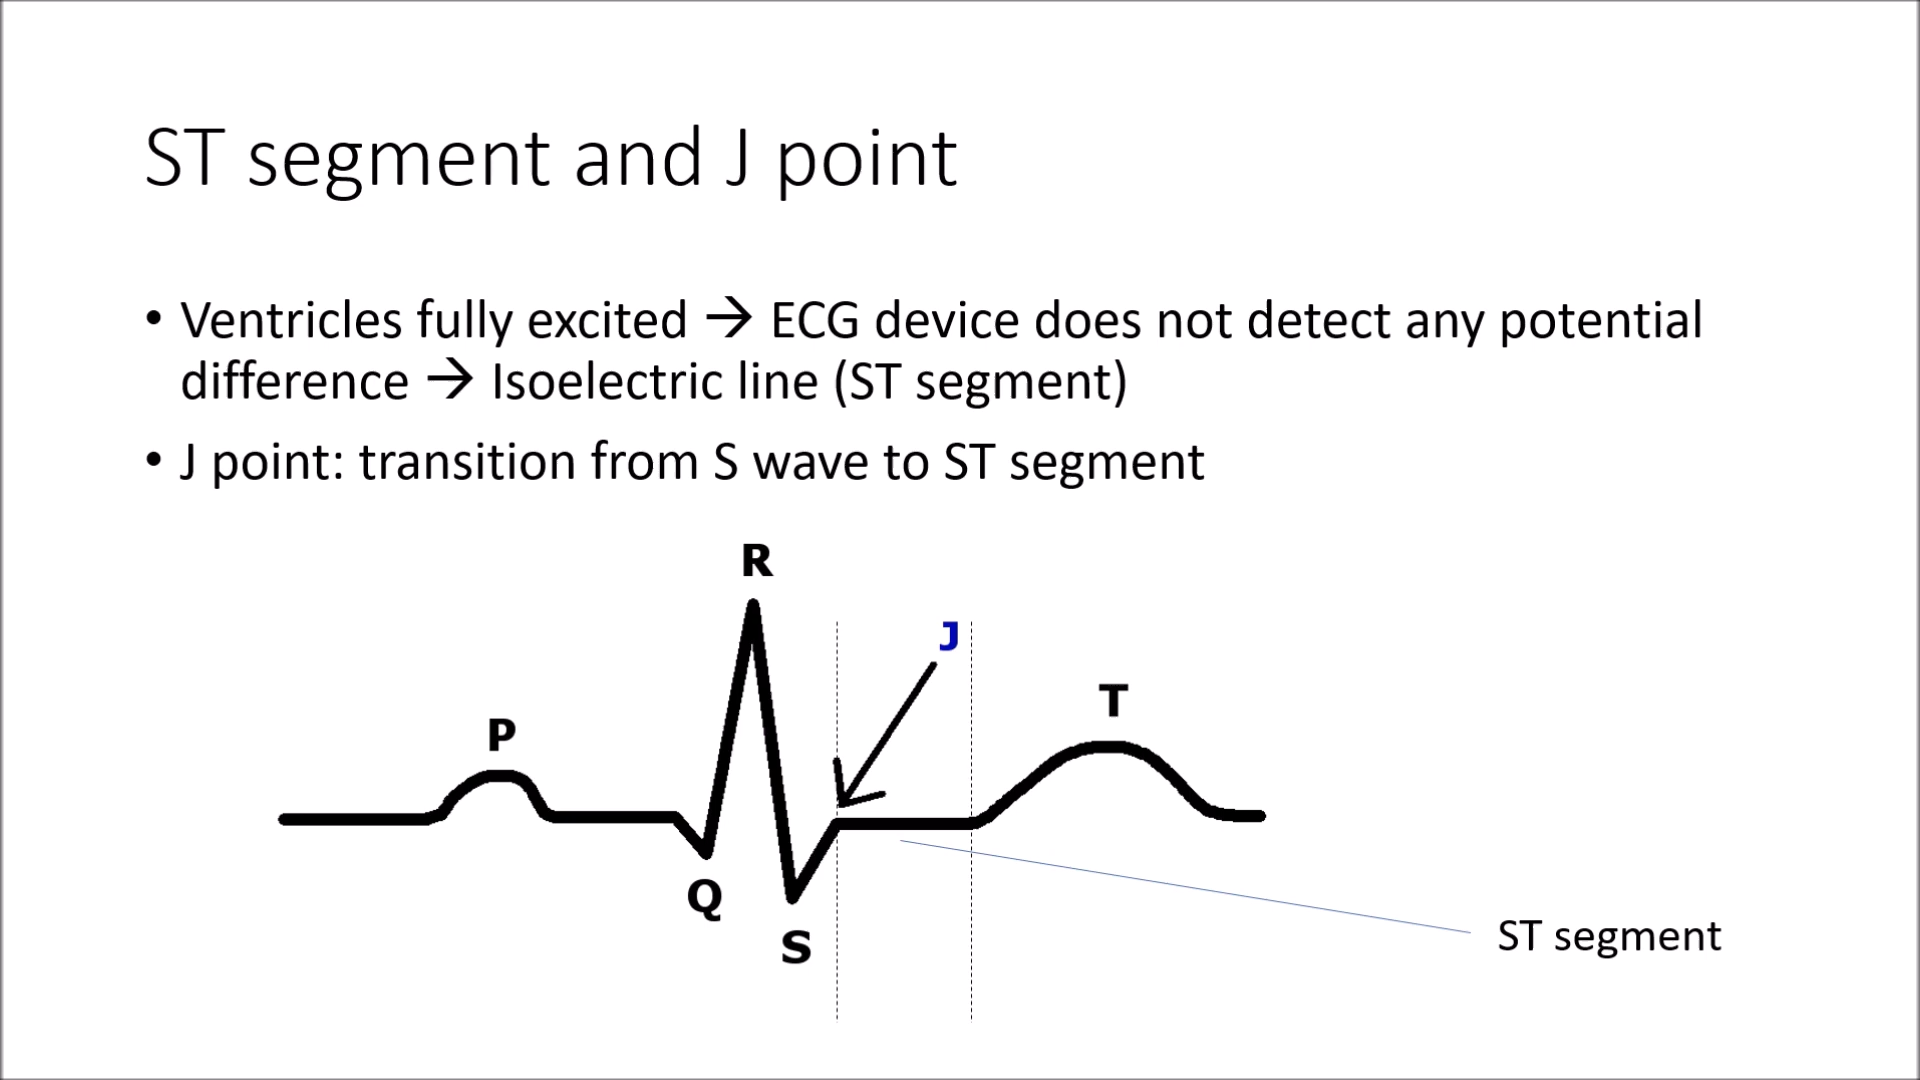 ST segment and J point
• Ventricles fully excited → ECG device does not detect any potential
difference → Isoelectric line (ST segment)
• J point: transition from S wave to ST segment
R
J
T
P
Q
S
ST segment